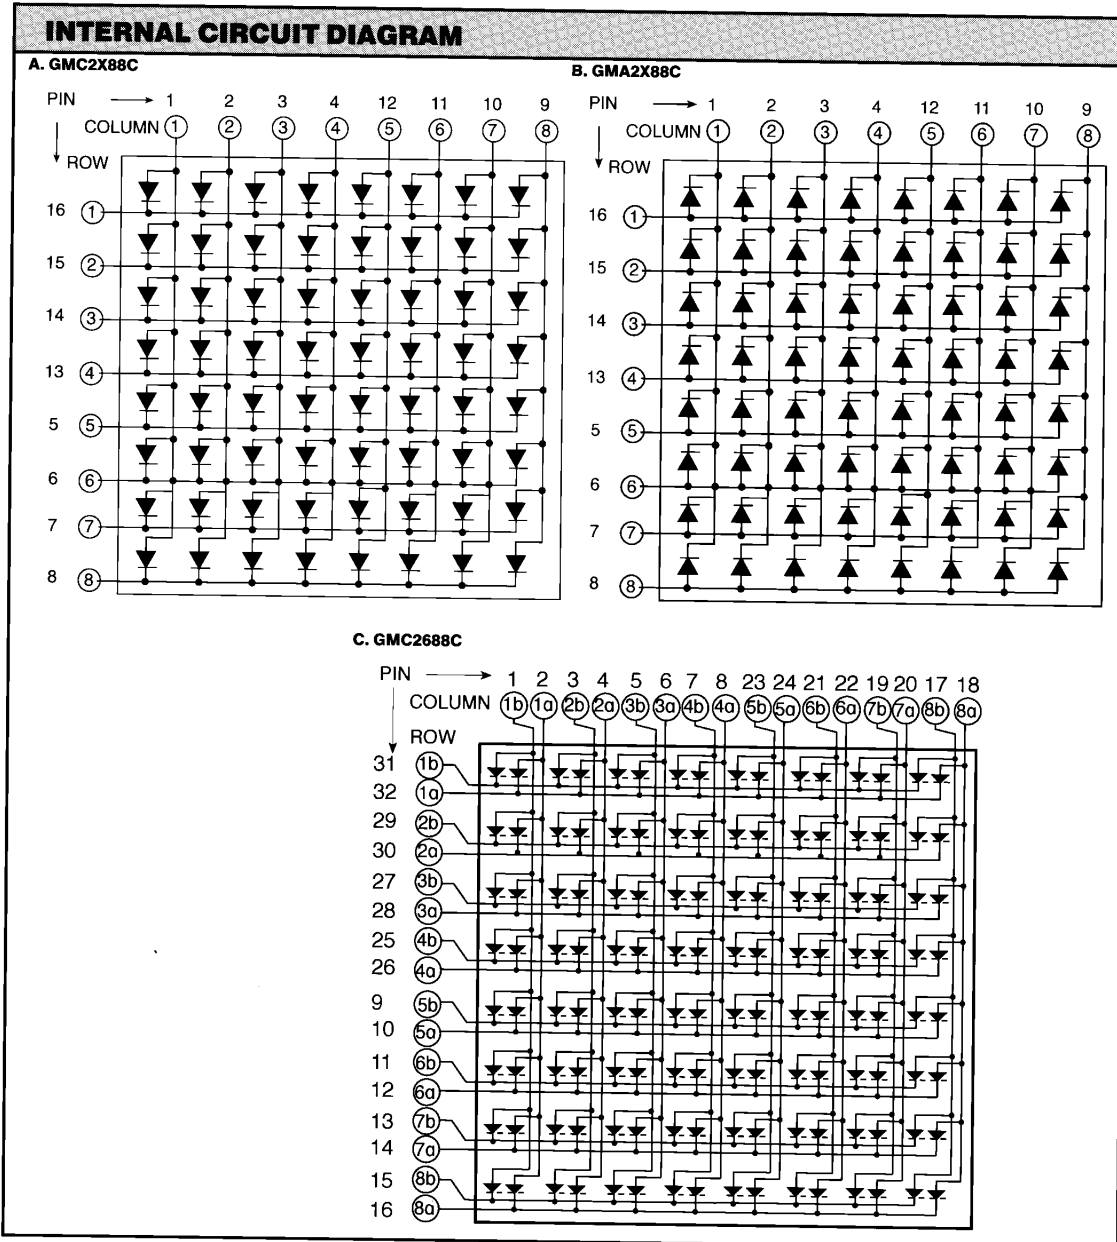 INTERNAL CIRCUIT DIAGRAM
A. GMC2X88C
PIN 1 2 3 4 12 11 10 9
COLUMN 1 2 3 4 5 6 7 8
ROW
16 1
15 2
14 3
13 4
5 5
6 6
7 7
8 8
B. GMA2X88C
PIN 1 2 3 4 12 11 10 9
COLUMN 1 2 3 4 5 6 7 8
ROW
16 1
15 2
14 3
13 4
5 5
6 6
7 7
8 8
C. GMC2688C
PIN 1 2 3 4 5 6 7 8 23 24 21 22 19 20 17 18
COLUMN 1b 1a 2b 2a 3b 3a 4b 4a 5b 5a 6b 6a 7b 7a 8b 8a
ROW
31 1b
32 1a
29 2b
30 2a
27 3b
28 3a
25 4b
26 4a
9 5b
10 5a
11 6b
12 6a
13 7b
14 7a
15 8b
16 8a